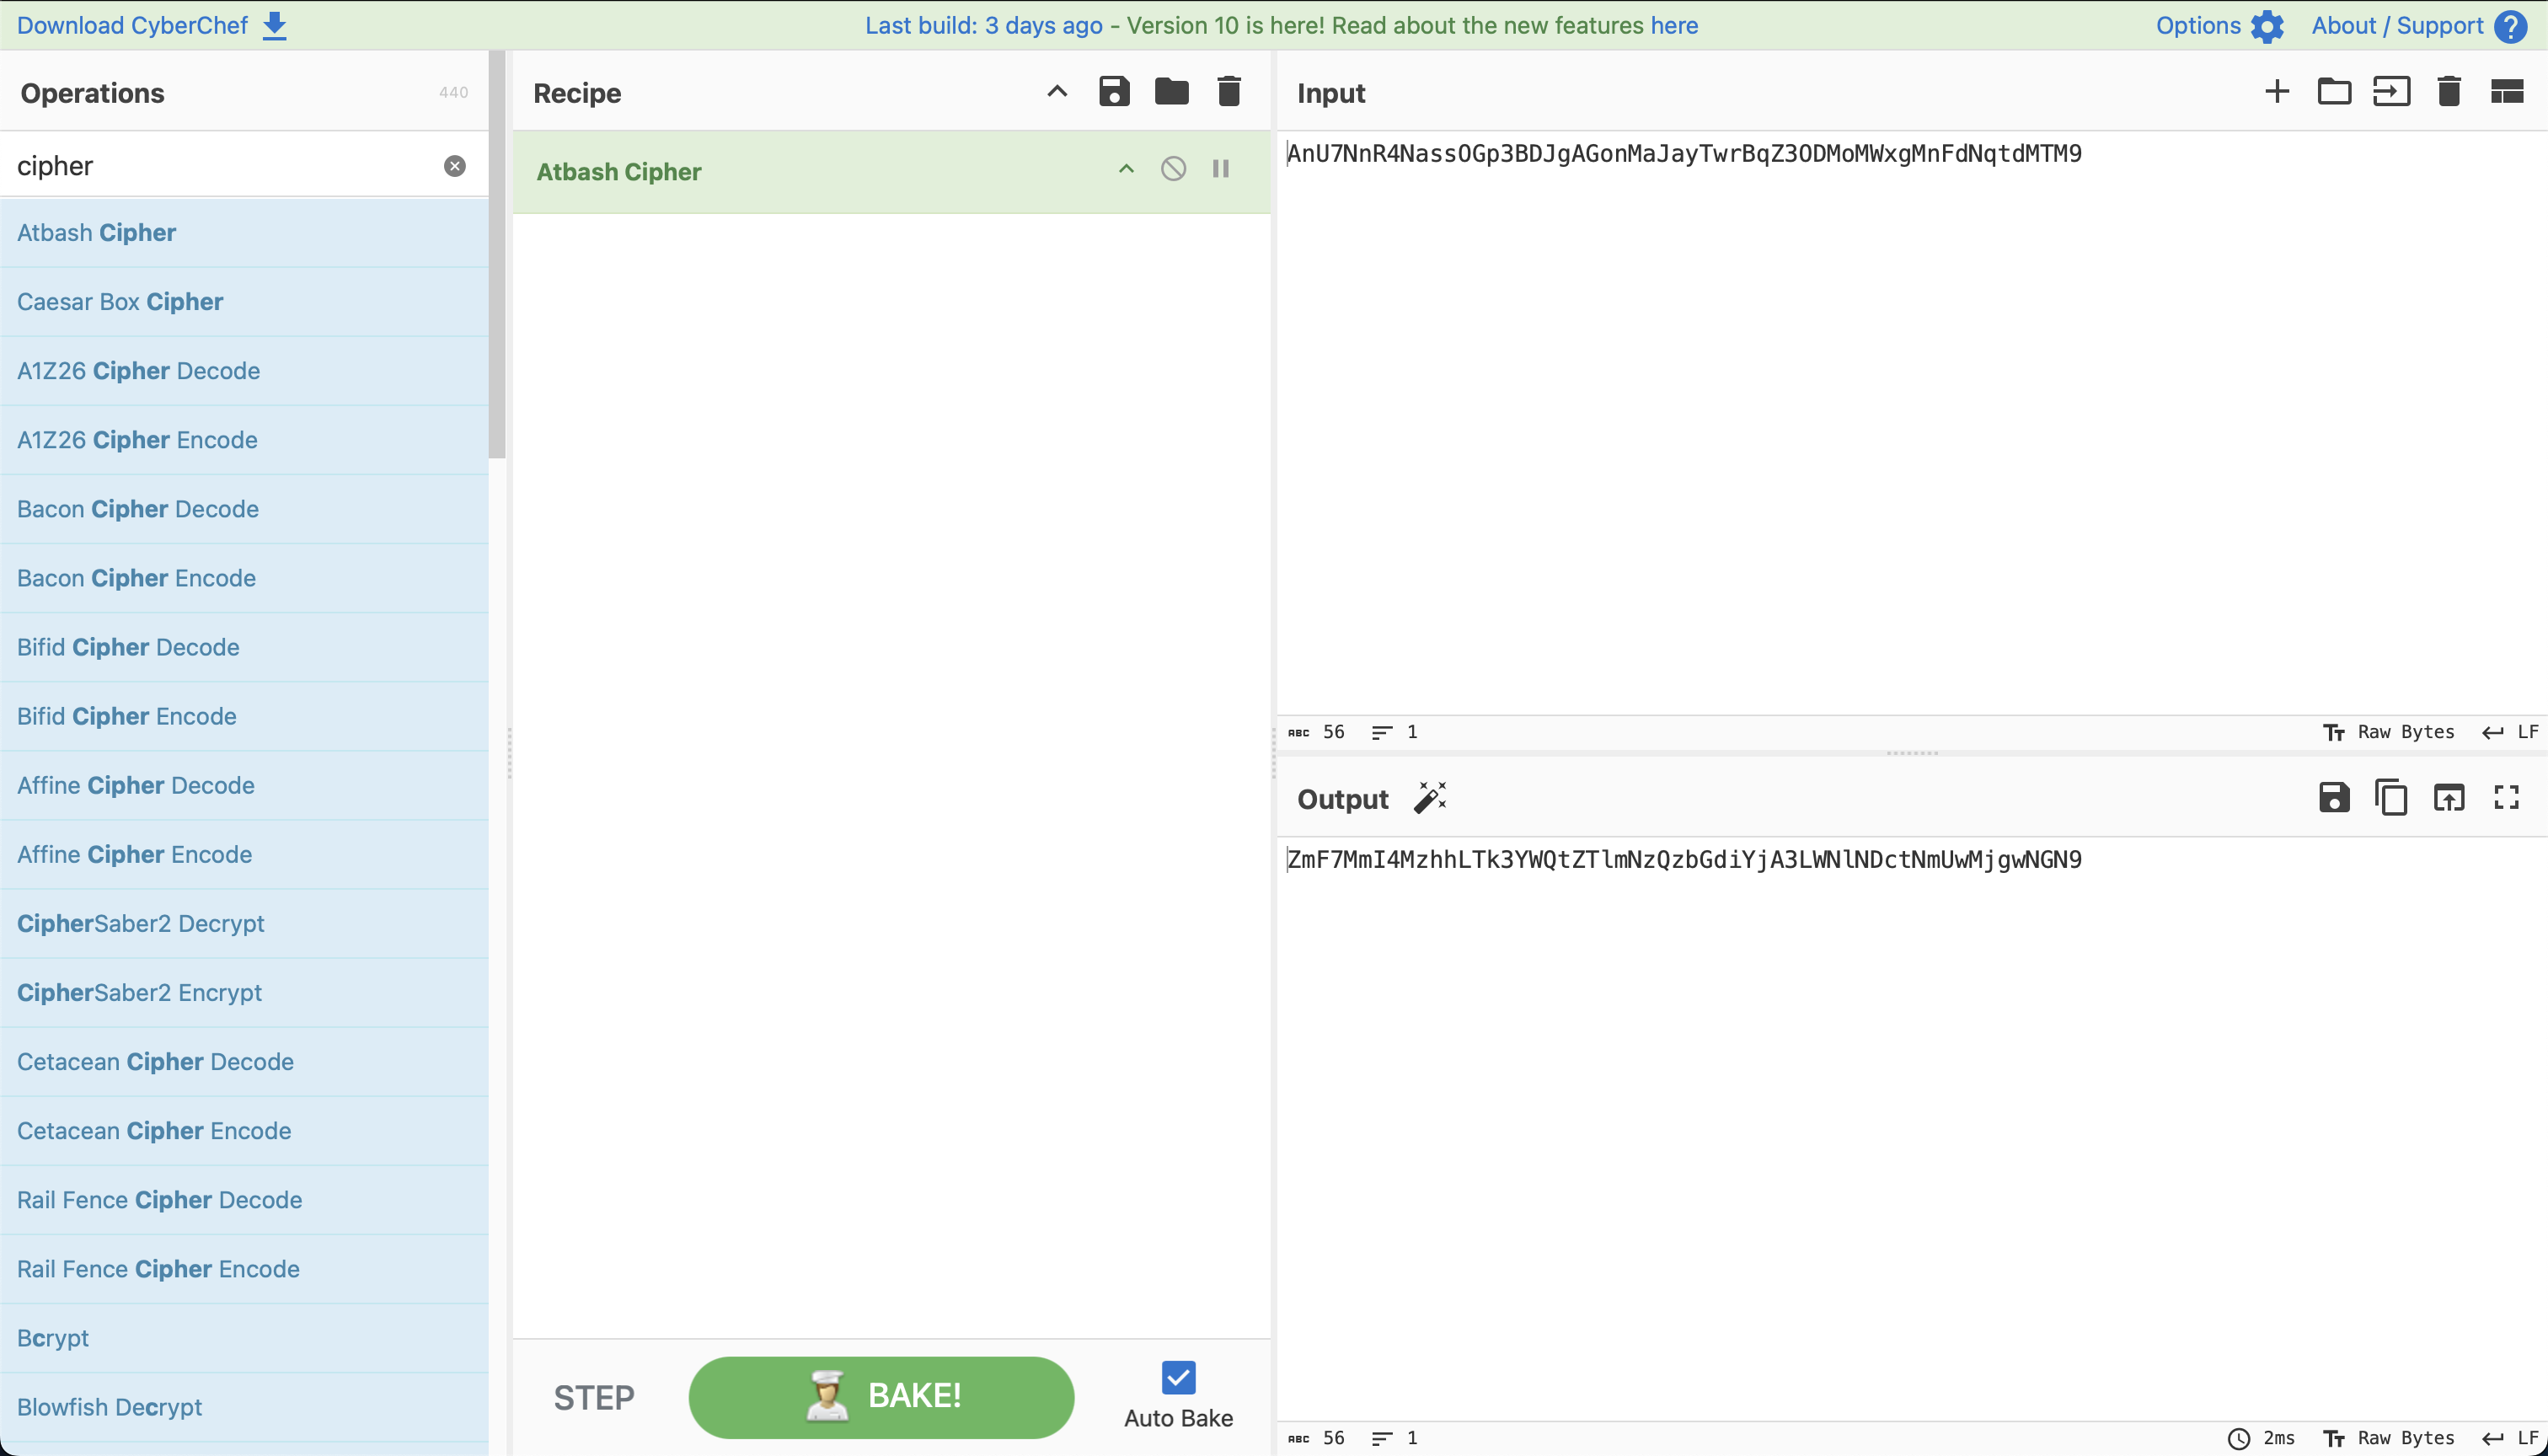 Download CyberChef
Last build: 3 days ago - Version 10 is here! Read about the new features here
Options
About / Support
Operations
440
cipher
Atbash Cipher
Caesar Box Cipher
A1Z26 Cipher Decode
A1Z26 Cipher Encode
Bacon Cipher Decode
Bacon Cipher Encode
Bifid Cipher Decode
Bifid Cipher Encode
Affine Cipher Decode
Affine Cipher Encode
CipherSaber2 Decrypt
CipherSaber2 Encrypt
Cetacean Cipher Decode
Cetacean Cipher Encode
Rail Fence Cipher Decode
Rail Fence Cipher Encode
Bcrypt
Blowfish Decrypt
Recipe
Atbash Cipher
STEP
BAKE!
Auto Bake
Input
AnU7NnR4NassOGp3BDJgAGonMaJayTwrBqZ3ODMoMWxgMnFdNqtdMTM9
ABC 56 1
Raw Bytes LF
Output
ZmF7MmI4MzhhLTk3YWQtZTlmNzQzbGdiYjA3LWNlNDctNmUwMjgwNGN9
ABC 56 1
2ms Raw Bytes LF